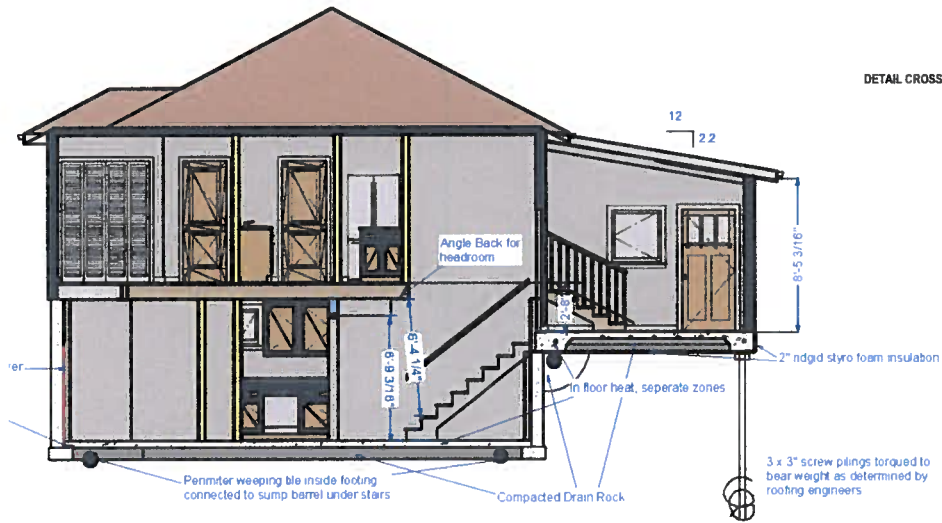 DETAIL CROSS
12
2.2
Angle Back for
headroom
8'-5 3/16"
2'-8"
6'-4 1/4"
6'-9 3/16"
ver
2" ridgid styro foam insulation
In floor heat, seperate zones
3 x 3" screw pilings torqued to
bear weight as determined by
roofing engineers
Perimiter weeping tile inside footing
connected to sump barrel under stairs
Compacted Drain Rock